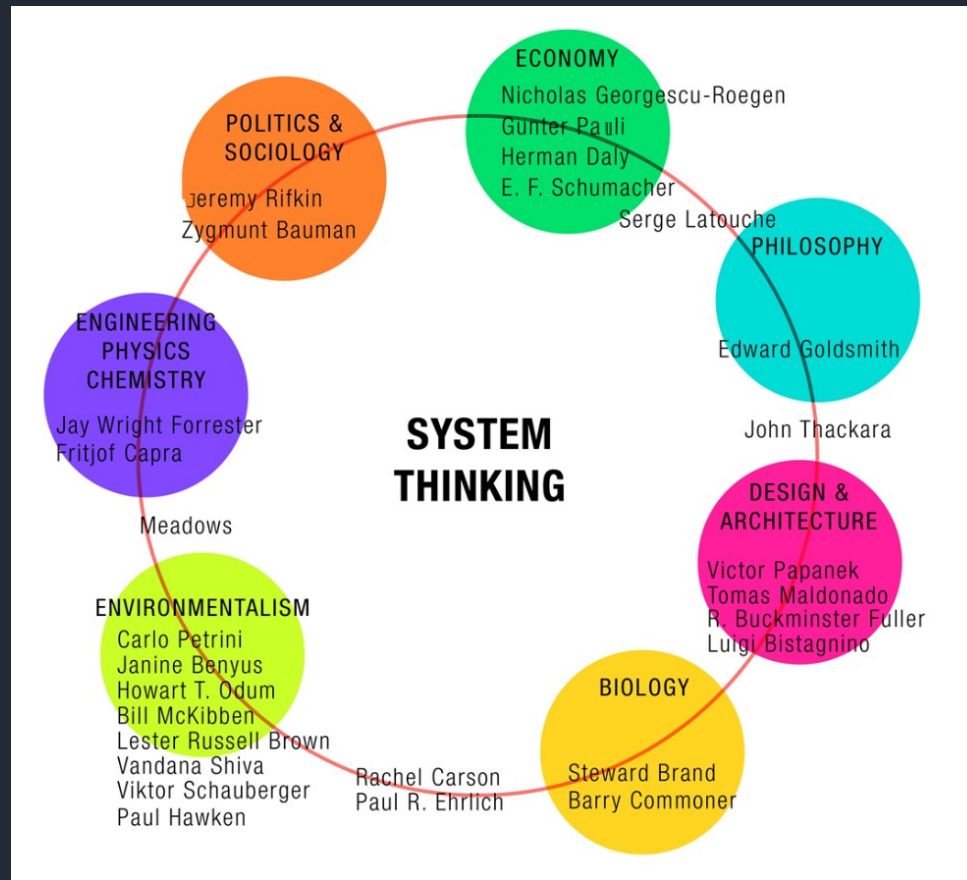 ECONOMY
Nicholas Georgescu-Roegen
Gunter Pauli
Herman Daly
E. F. Schumacher
Serge Latouche
POLITICS &
SOCIOLOGY
Jeremy Rifkin
Zygmunt Bauman
PHILOSOPHY
Edward Goldsmith
ENGINEERING
PHYSICS
CHEMISTRY
Jay Wright Forrester
Fritjof Capra
SYSTEM
THINKING
John Thackara
DESIGN &
ARCHITECTURE
Victor Papanek
Tomas Maldonado
R. Buckminster Fuller
Luigi Bistagnino
Meadows
ENVIRONMENTALISM
Carlo Petrini
Janine Benyus
Howart T. Odum
Bill McKibben
Lester Russell Brown
Vandana Shiva
Viktor Schauberger
Paul Hawken
BIOLOGY
Steward Brand
Barry Commoner
Rachel Carson
Paul R. Ehrlich